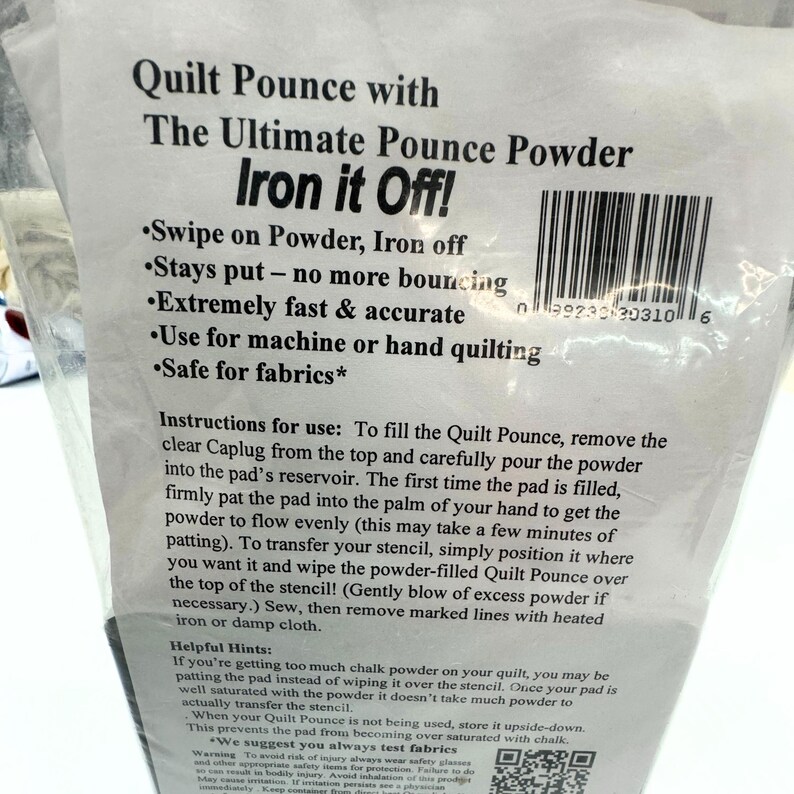 Quilt Pounce with
The Ultimate Pounce Powder
Iron it Off!
•Swipe on Powder, Iron off
•Stays put – no more bouncing
•Extremely fast & accurate
•Use for machine or hand quilting
•Safe for fabrics*
0 99233 30310 6
Instructions for use: To fill the Quilt Pounce, remove the
clear Caplug from the top and carefully pour the powder
into the pad's reservoir. The first time the pad is filled,
firmly pat the pad into the palm of your hand to get the
powder to flow evenly (this may take a few minutes of
patting). To transfer your stencil, simply position it where
you want it and wipe the powder-filled Quilt Pounce over
the top of the stencil! (Gently blow of excess powder if
necessary.) Sew, then remove marked lines with heated
iron or damp cloth.
Helpful Hints:
If you're getting too much chalk powder on your quilt, you may be
patting the pad instead of wiping it over the stencil. Once your pad is
well saturated with the powder it doesn't take much powder to
actually transfer the stencil.
. When your Quilt Pounce is not being used, store it upside-down.
This prevents the pad from becoming over saturated with chalk.
*We suggest you always test fabrics
Warning To avoid risk of injury always wear safety glasses
and other appropriate safety items for protection. Failure to do
so can result in bodily injury. Avoid inhalation of this product
May cause irritation. If irritation persists see a physician
immediately . Keep container from direct heat